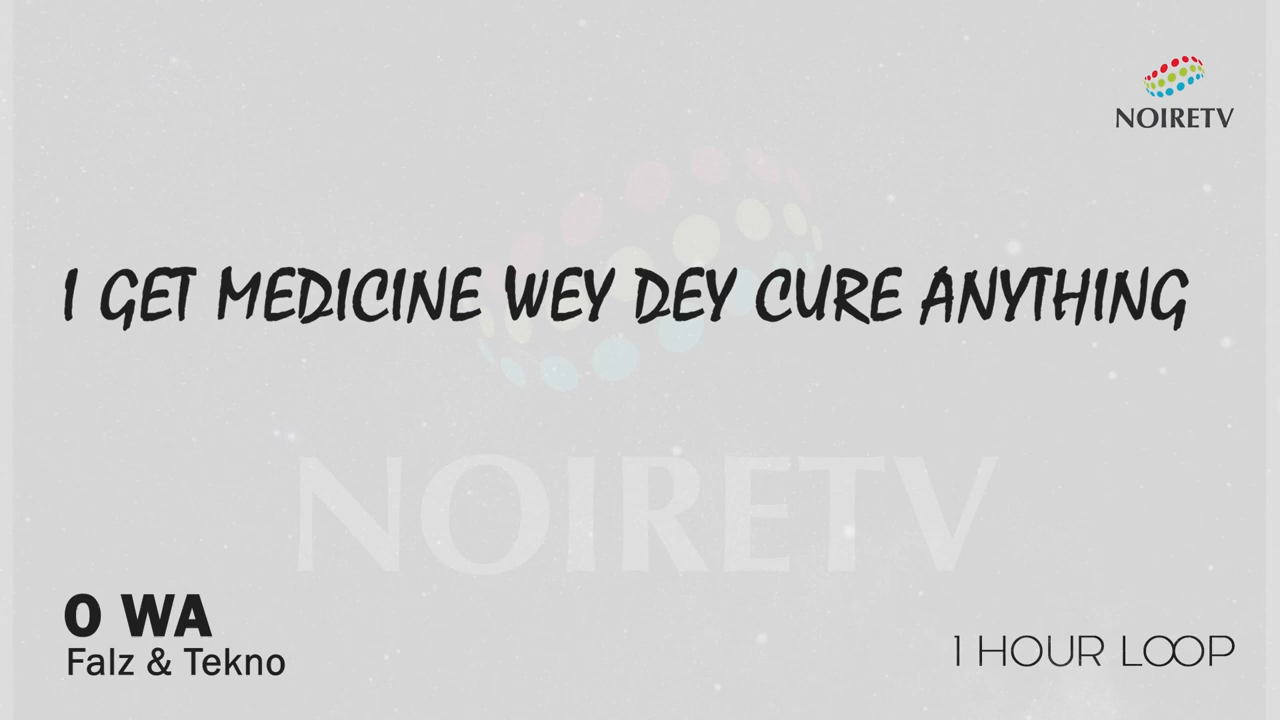 NOIRETV
I GET MEDICINE WEY DEY CURE ANYTHING
NOIRETV
O WA
Falz & Tekno
1 HOUR LOOP